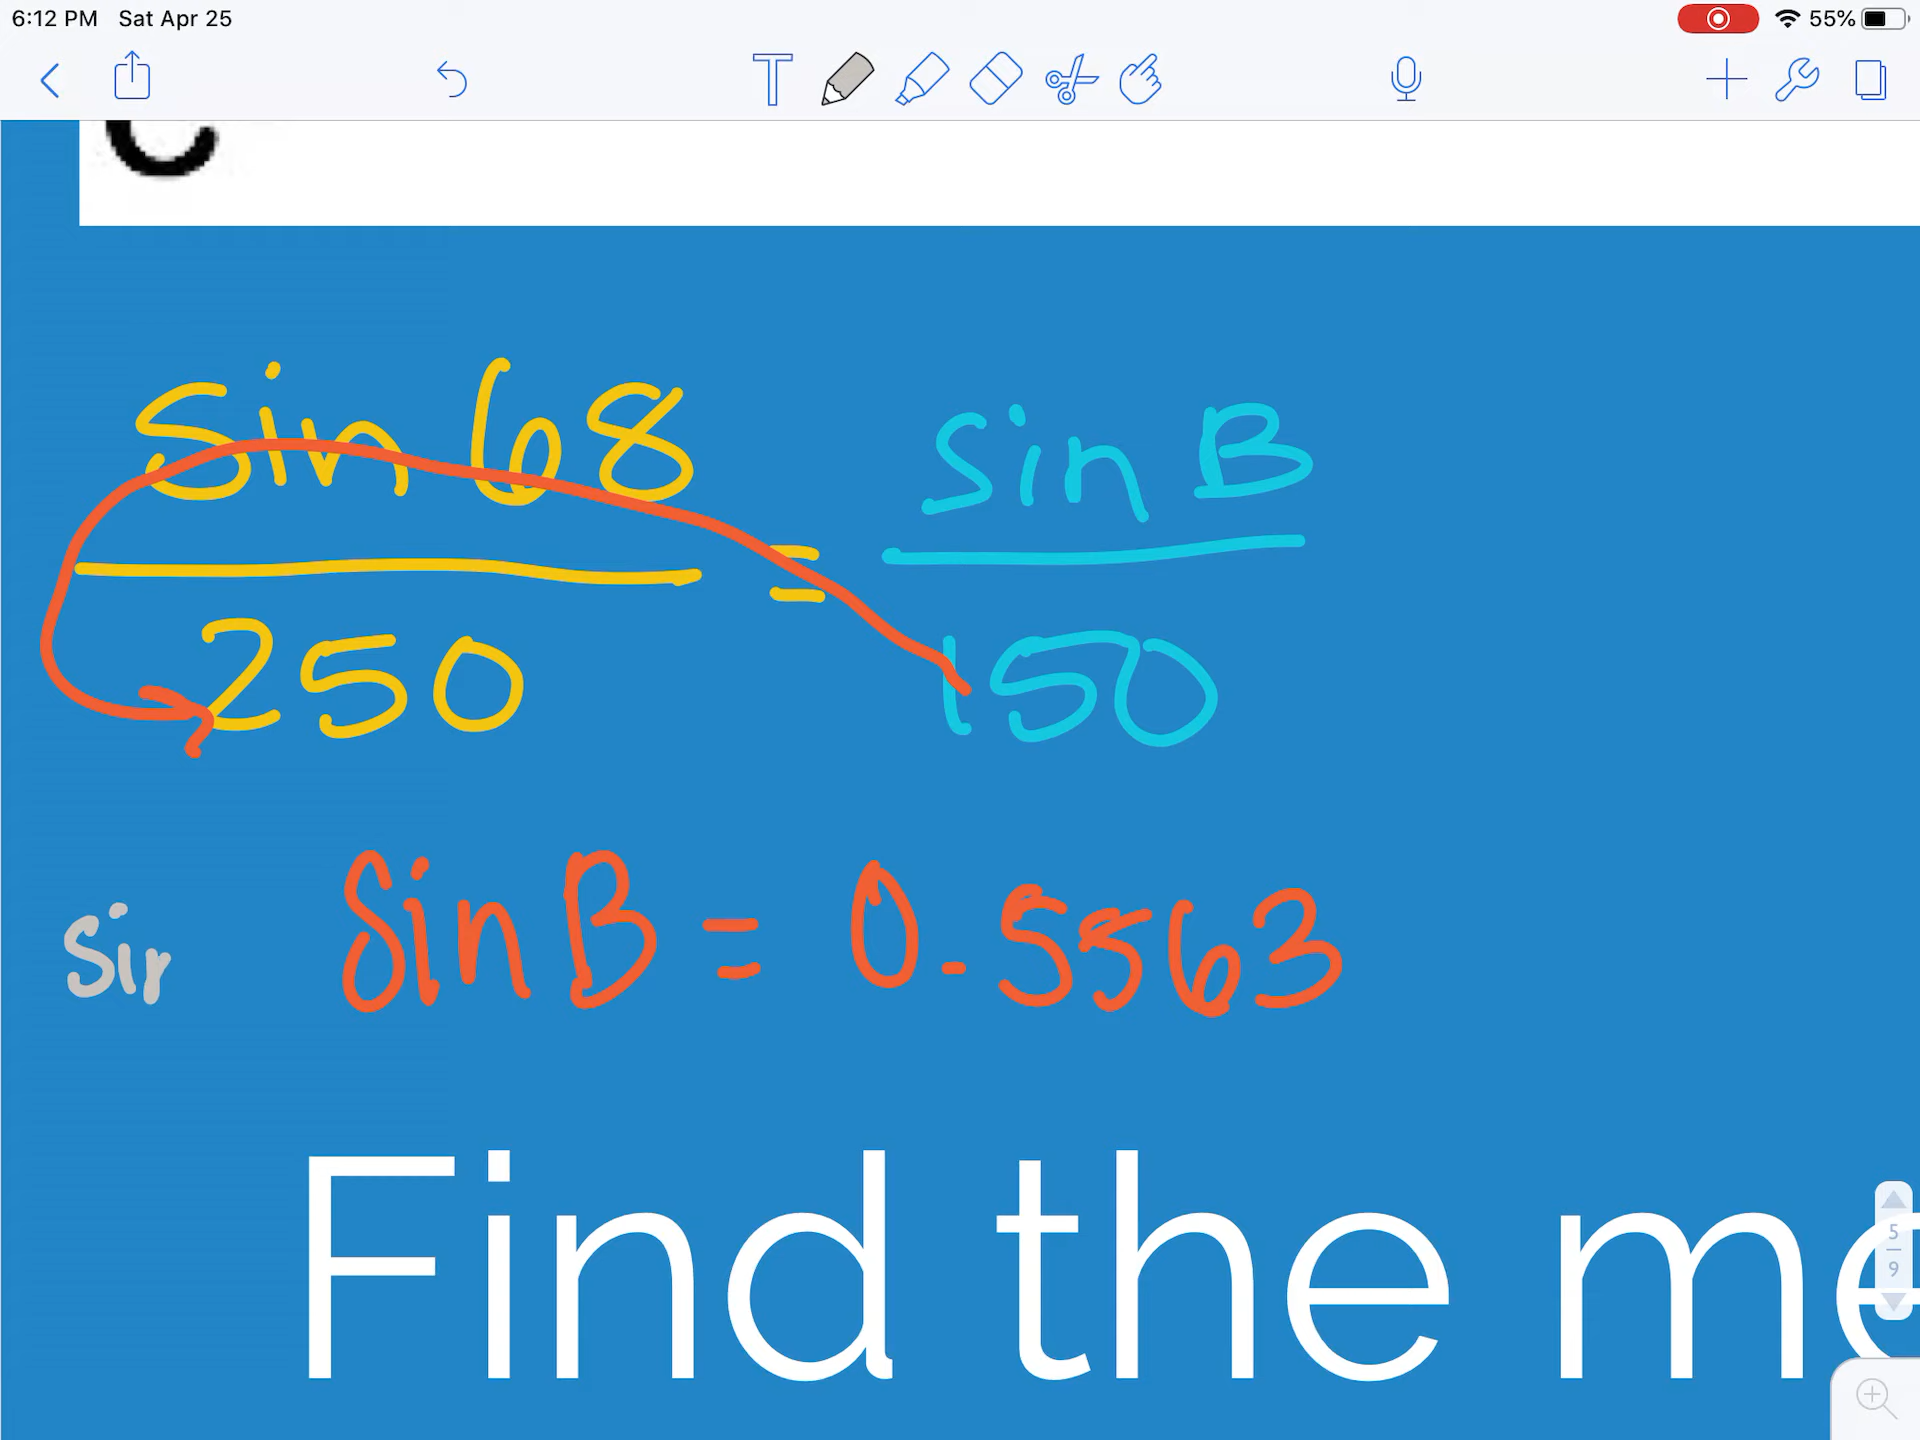 6:12 PM Sat Apr 25 55%
T
sin 68 = sin B
250 150
Sin sin B = 0.5563
Find the me
5
9